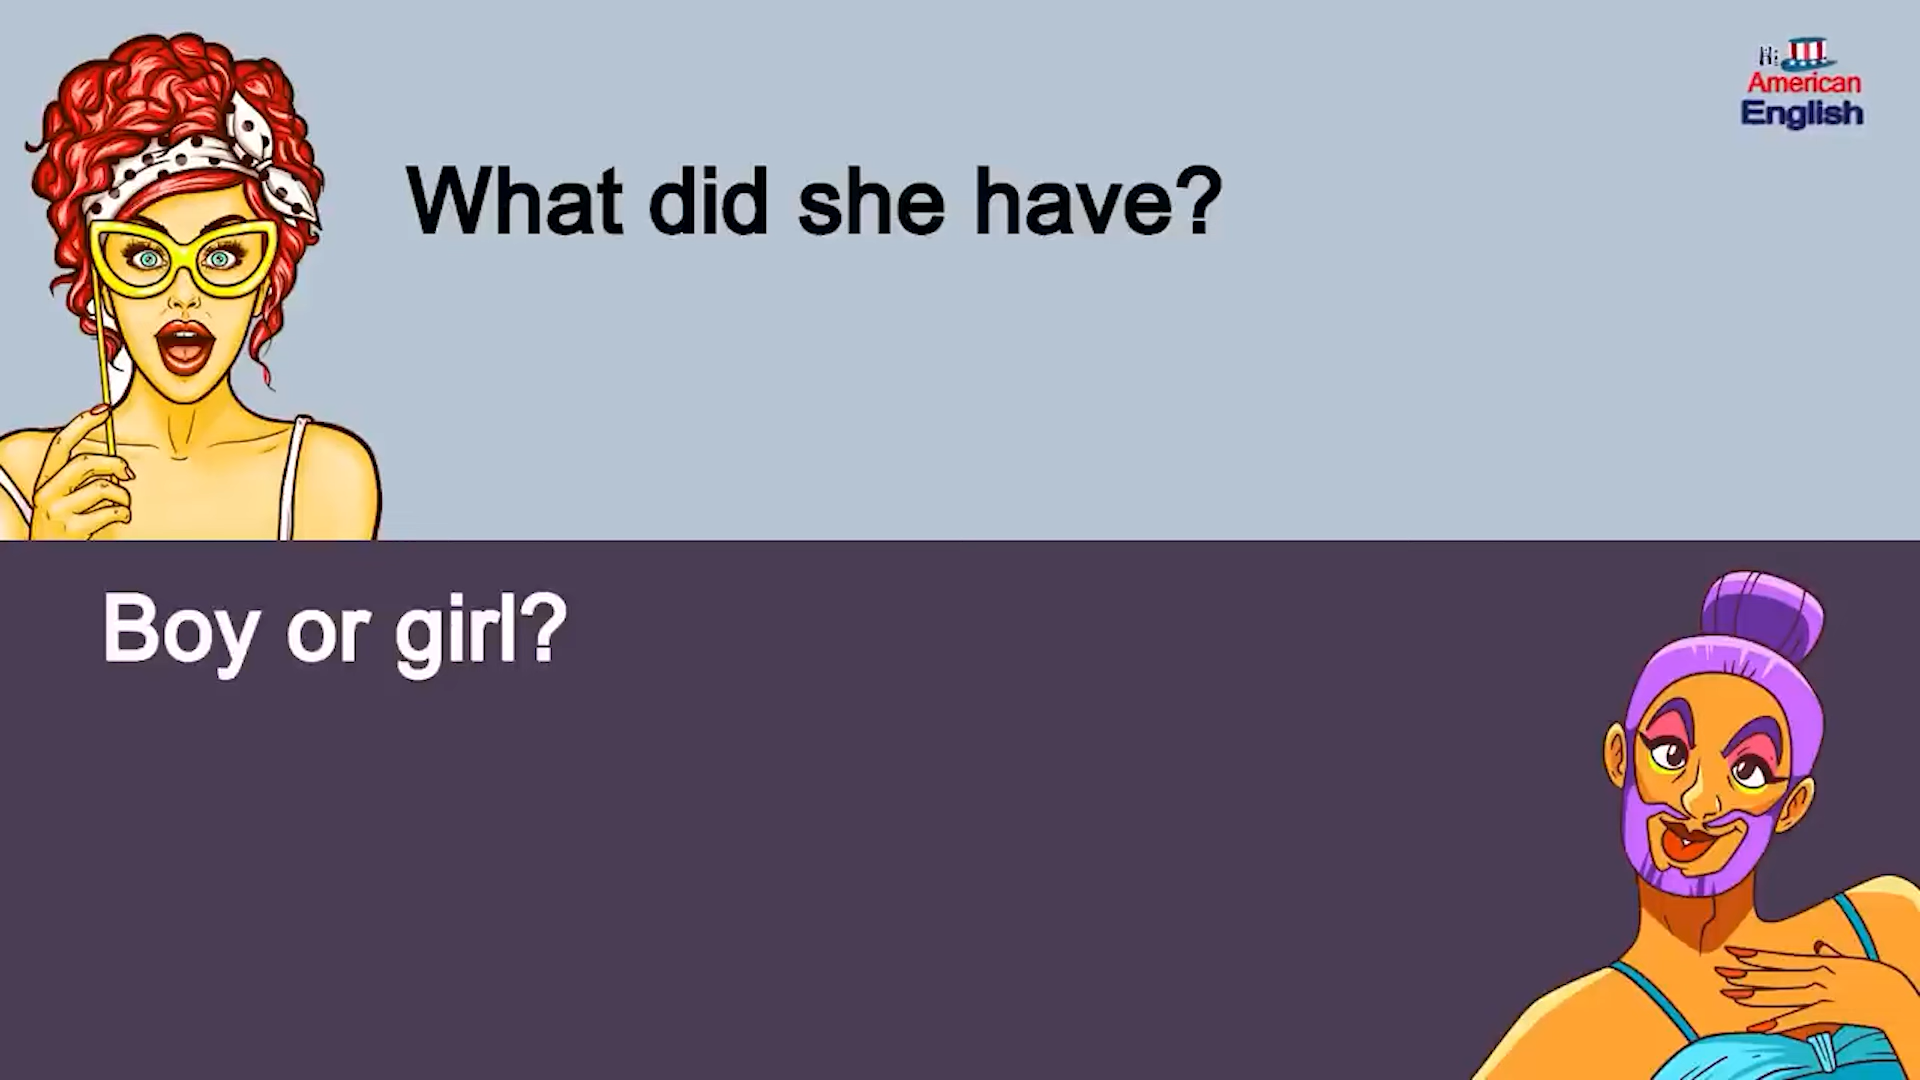 Hi
American
English
What did she have?
Boy or girl?